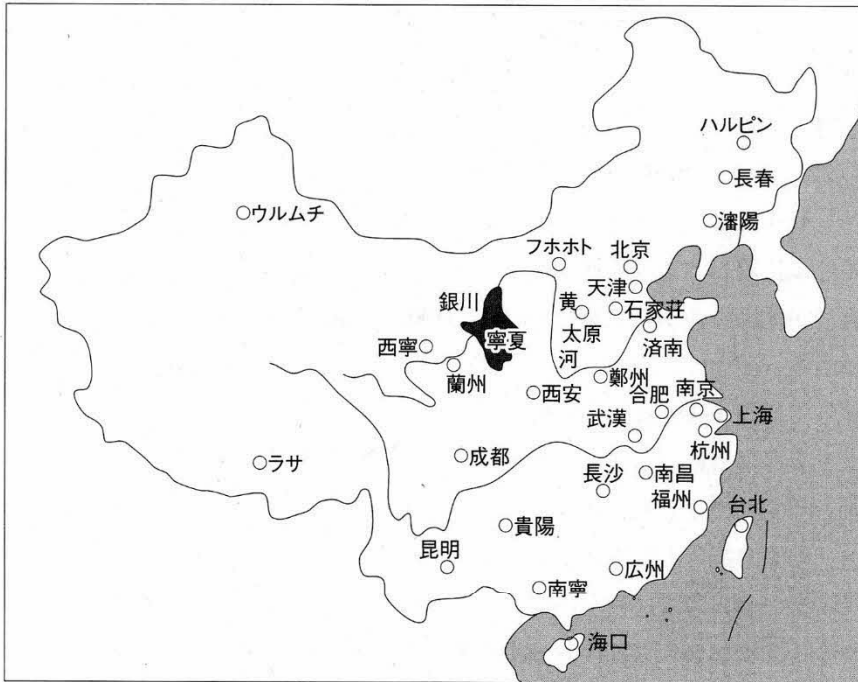 ハルピン
長春
瀋陽
ウルムチ
フホホト
北京
天津
銀川
黄
河
石家荘
太原
寧夏
済南
西寧
蘭州
鄭州
西安
合肥
南京
上海
武漢
杭州
成都
ラサ
長沙
南昌
福州
台北
貴陽
昆明
広州
南寧
海口